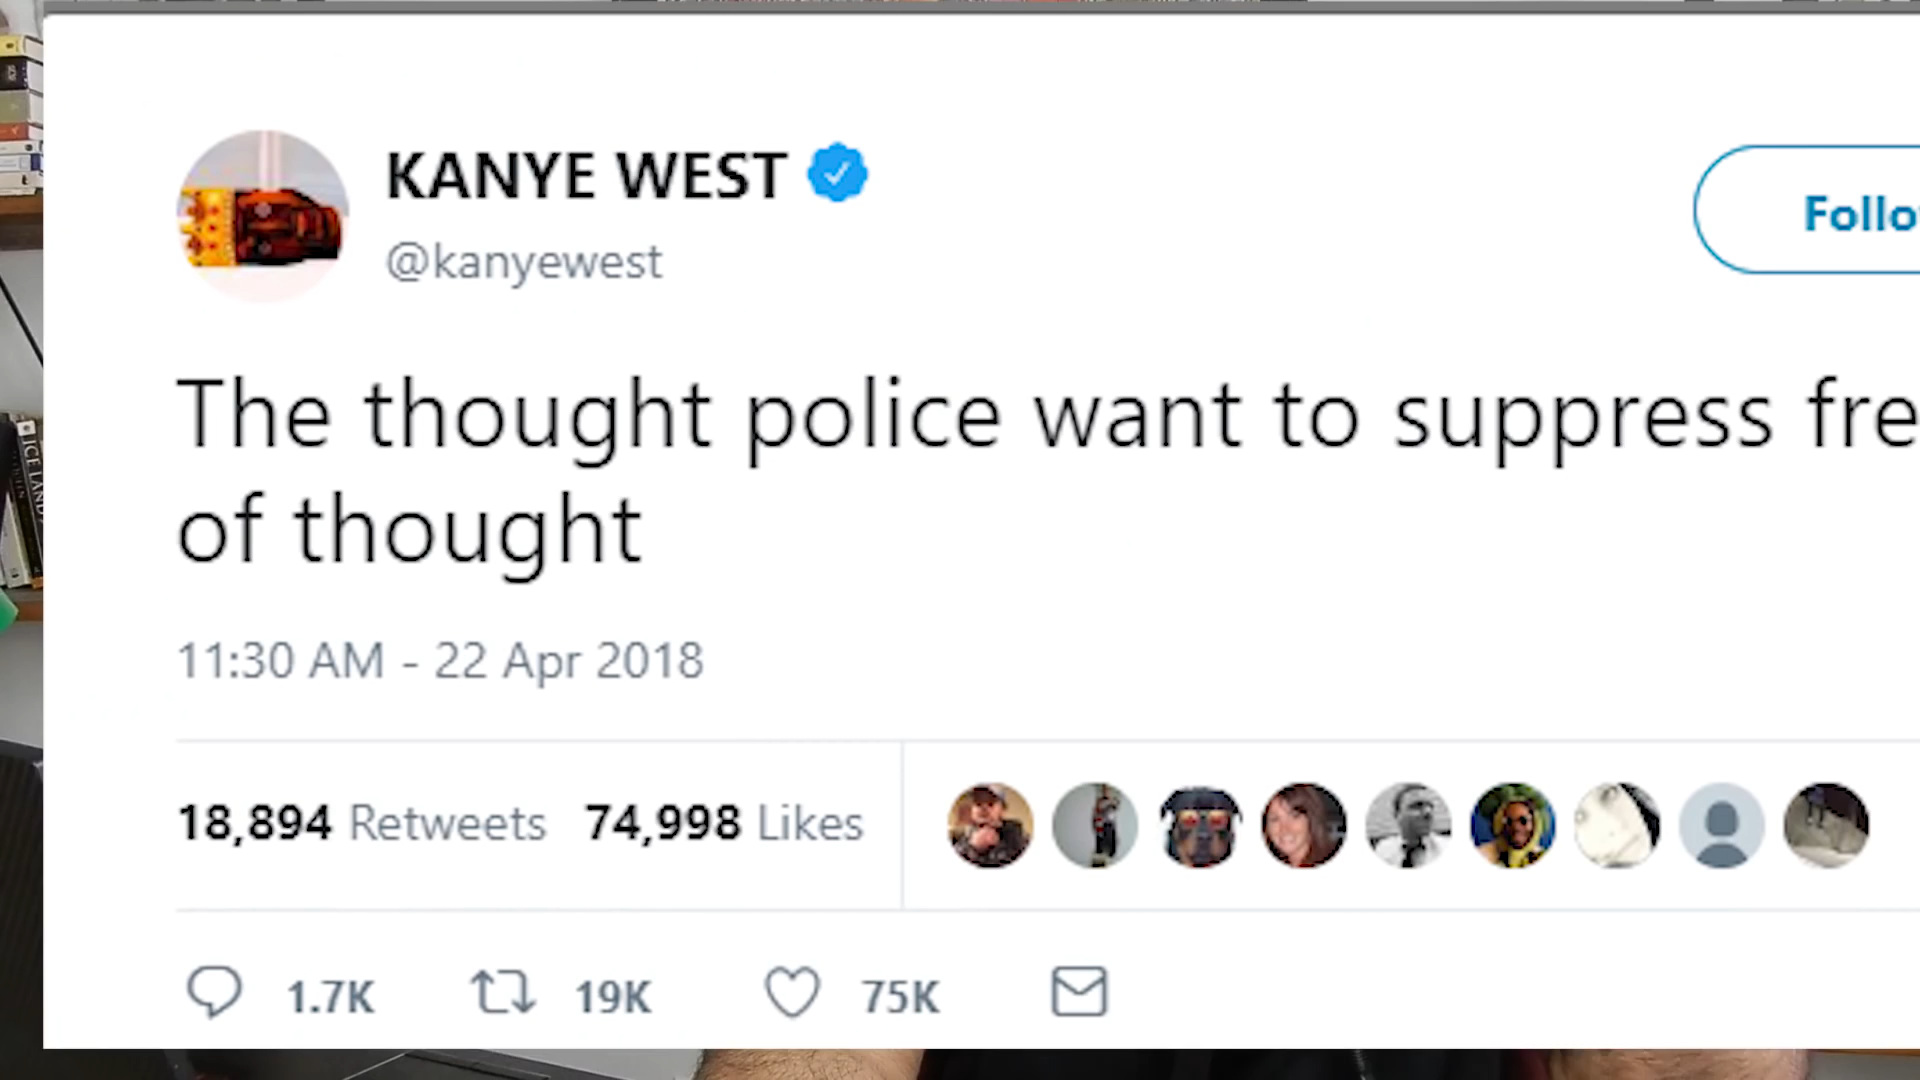 KANYE WEST
@kanyewest
Follo
The thought police want to suppress fre
of thought
11:30 AM - 22 Apr 2018
18,894 Retweets 74,998 Likes
1.7K 19K 75K
ICELAND